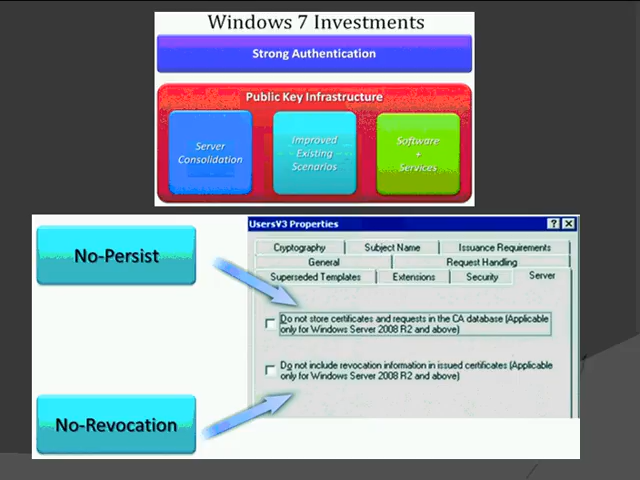 Windows 7 Investments
Strong Authentication
Public Key Infrastructure
Server
Consolidation
Improved
Existing
Scenarios
Software
+
Services
No-Persist
No-Revocation
UsersV3 Properties
Cryptography
Subject Name
Issuance Requirements
General
Request Handling
Superseded Templates
Extensions
Security
Server
Do not store certificates and requests in the CA database (Applicable
only for Windows Server 2008 R2 and above)
Do not include revocation information in issued certificates (Applicable
only for Windows Server 2008 R2 and above)